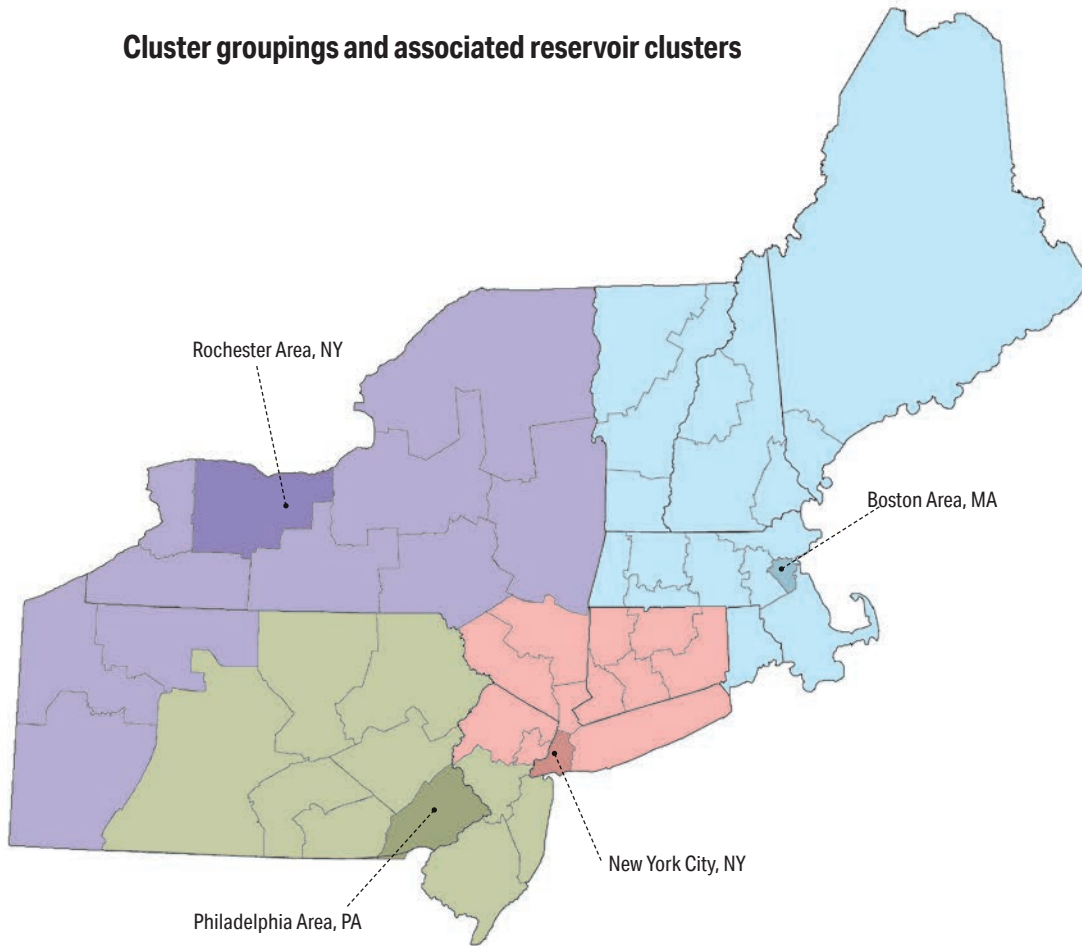 Cluster groupings and associated reservoir clusters
Rochester Area, NY
Boston Area, MA
New York City, NY
Philadelphia Area, PA